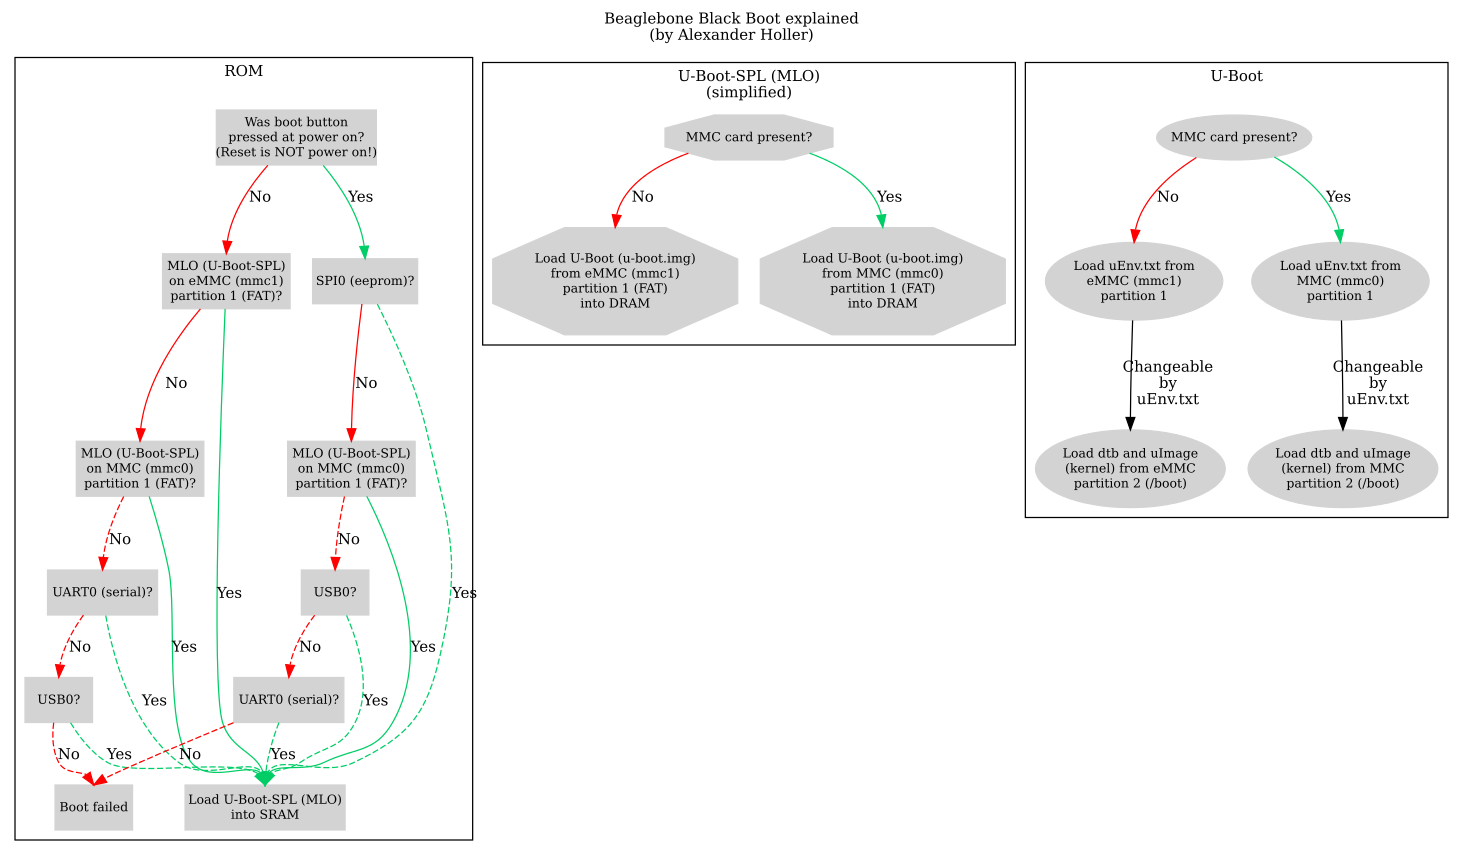 Beaglebone Black Boot explained
(by Alexander Holler)
ROM
Was boot button
pressed at power on?
(Reset is NOT power on!)
No
Yes
MLO (U-Boot-SPL)
on eMMC (mmc1)
partition 1 (FAT)?
SPI0 (eeprom)?
No
No
MLO (U-Boot-SPL)
on MMC (mmc0)
partition 1 (FAT)?
MLO (U-Boot-SPL)
on MMC (mmc0)
partition 1 (FAT)?
No
No
UART0 (serial)?
USB0?
Yes
Yes
No
Yes
No
Yes
USB0?
UART0 (serial)?
Yes
Yes
No
Yes
No
Yes
Boot failed
Load U-Boot-SPL (MLO)
into SRAM
U-Boot-SPL (MLO)
(simplified)
MMC card present?
No
Yes
Load U-Boot (u-boot.img)
from eMMC (mmc1)
partition 1 (FAT)
into DRAM
Load U-Boot (u-boot.img)
from MMC (mmc0)
partition 1 (FAT)
into DRAM
U-Boot
MMC card present?
No
Yes
Load uEnv.txt from
eMMC (mmc1)
partition 1
Load uEnv.txt from
MMC (mmc0)
partition 1
Changeable
by
uEnv.txt
Changeable
by
uEnv.txt
Load dtb and uImage
(kernel) from eMMC
partition 2 (/boot)
Load dtb and uImage
(kernel) from MMC
partition 2 (/boot)